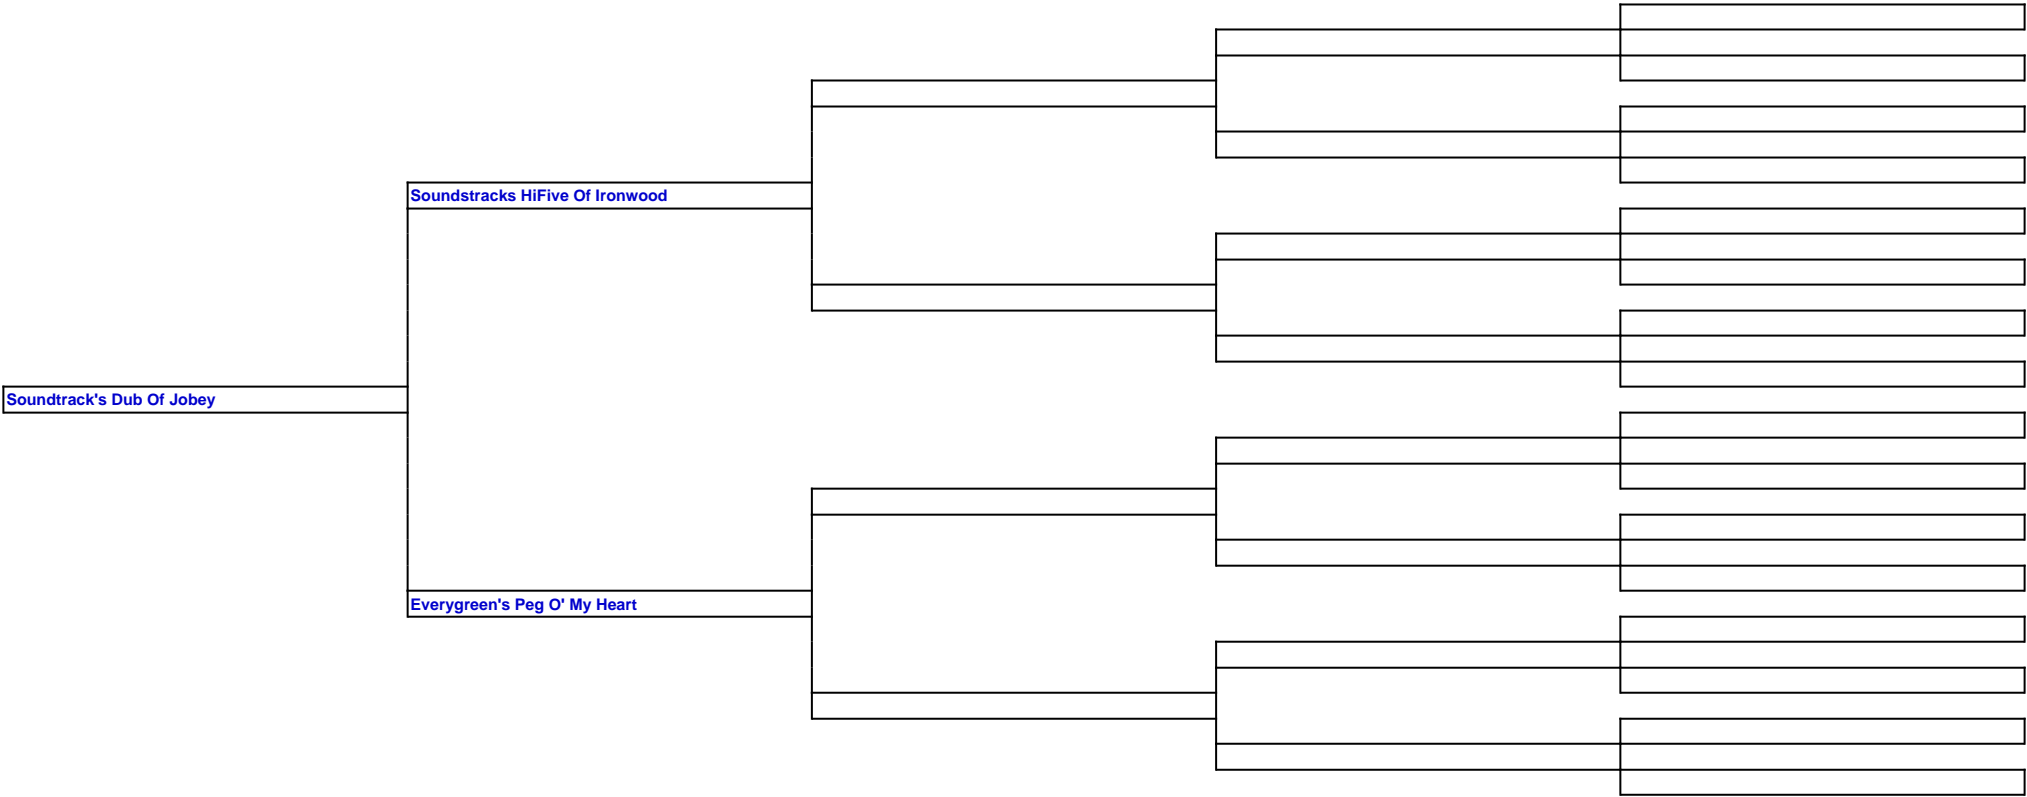 Soundstracks HiFive Of Ironwood
Soundtrack's Dub Of Jobey
Everygreen's Peg O' My Heart